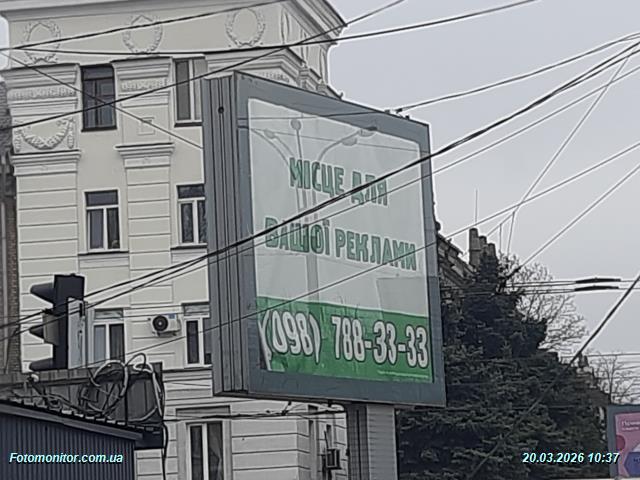 МІСЦЕ ДЛЯ
ВАШОЇ РЕКЛАМИ
(098) 788-33-33
Fotomonitor.com.ua
20.03.2026 10:37